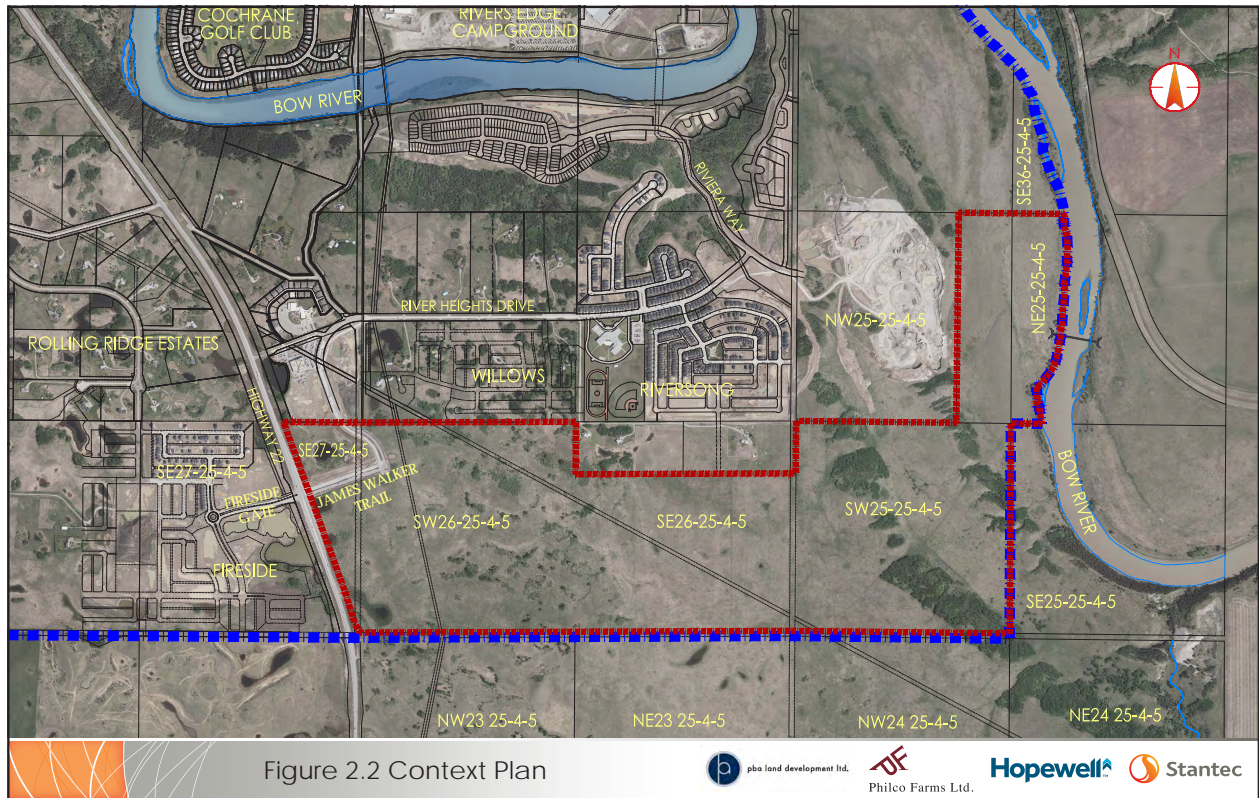 COCHRANE
GOLF CLUB
RIVERS EDGE
CAMPGROUND
BOW RIVER
N
SE36-25-4-5
RIVIERA WAY
NE25-25-4-5
RIVER HEIGHTS DRIVE
NW25-25-4-5
ROLLING RIDGE ESTATES
WILLOWS
RIVERSONG
HIGHWAY 22
SE27-25-4-5
SE27-25-4-5
FIRESIDE
GATE
JAMES WALKER
TRAIL
SW26-25-4-5
SE26-25-4-5
SW25-25-4-5
BOW RIVER
FIRESIDE
SE25-25-4-5
NW23 25-4-5
NE23 25-4-5
NW24 25-4-5
NE24 25-4-5
Figure 2.2 Context Plan
pba land development ltd.
Philco Farms Ltd.
Hopewell
Stantec